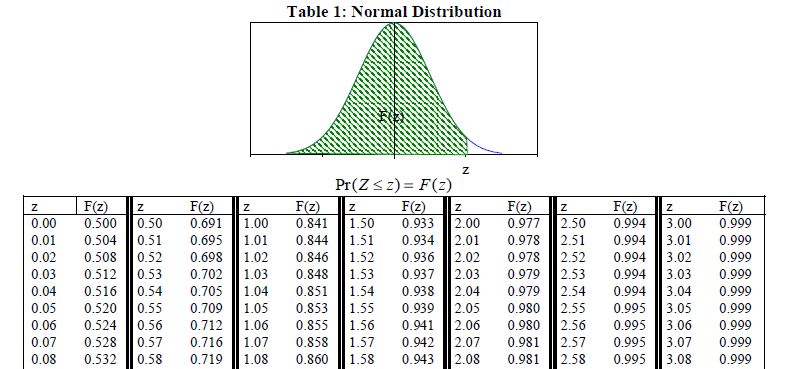 Table 1: Normal Distribution
F(z)
z
Pr(Z ≤ z) = F(z)
z F(z) z F(z) z F(z) z F(z) z F(z) z F(z) z F(z)
0.00 0.500 0.50 0.691 1.00 0.841 1.50 0.933 2.00 0.977 2.50 0.994 3.00 0.999
0.01 0.504 0.51 0.695 1.01 0.844 1.51 0.934 2.01 0.978 2.51 0.994 3.01 0.999
0.02 0.508 0.52 0.698 1.02 0.846 1.52 0.936 2.02 0.978 2.52 0.994 3.02 0.999
0.03 0.512 0.53 0.702 1.03 0.848 1.53 0.937 2.03 0.979 2.53 0.994 3.03 0.999
0.04 0.516 0.54 0.705 1.04 0.851 1.54 0.938 2.04 0.979 2.54 0.994 3.04 0.999
0.05 0.520 0.55 0.709 1.05 0.853 1.55 0.939 2.05 0.980 2.55 0.995 3.05 0.999
0.06 0.524 0.56 0.712 1.06 0.855 1.56 0.941 2.06 0.980 2.56 0.995 3.06 0.999
0.07 0.528 0.57 0.716 1.07 0.858 1.57 0.942 2.07 0.981 2.57 0.995 3.07 0.999
0.08 0.532 0.58 0.719 1.08 0.860 1.58 0.943 2.08 0.981 2.58 0.995 3.08 0.999